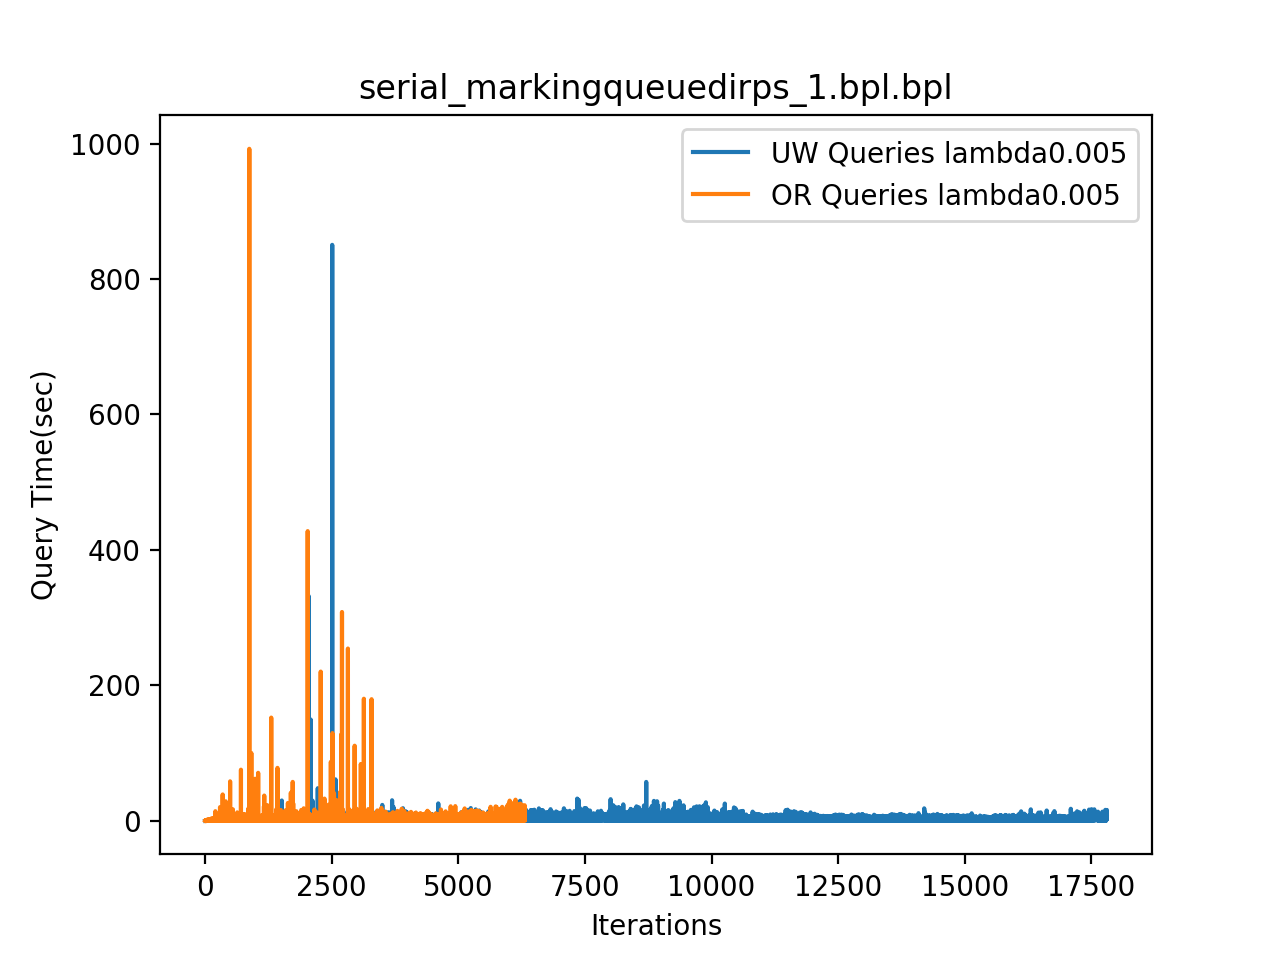 serial_markingqueuedirps_1.bpl.bpl
UW Queries lambda0.005
OR Queries lambda0.005
1000
800
600
400
200
0
Query Time(sec)
0 2500 5000 7500 10000 12500 15000 17500
Iterations